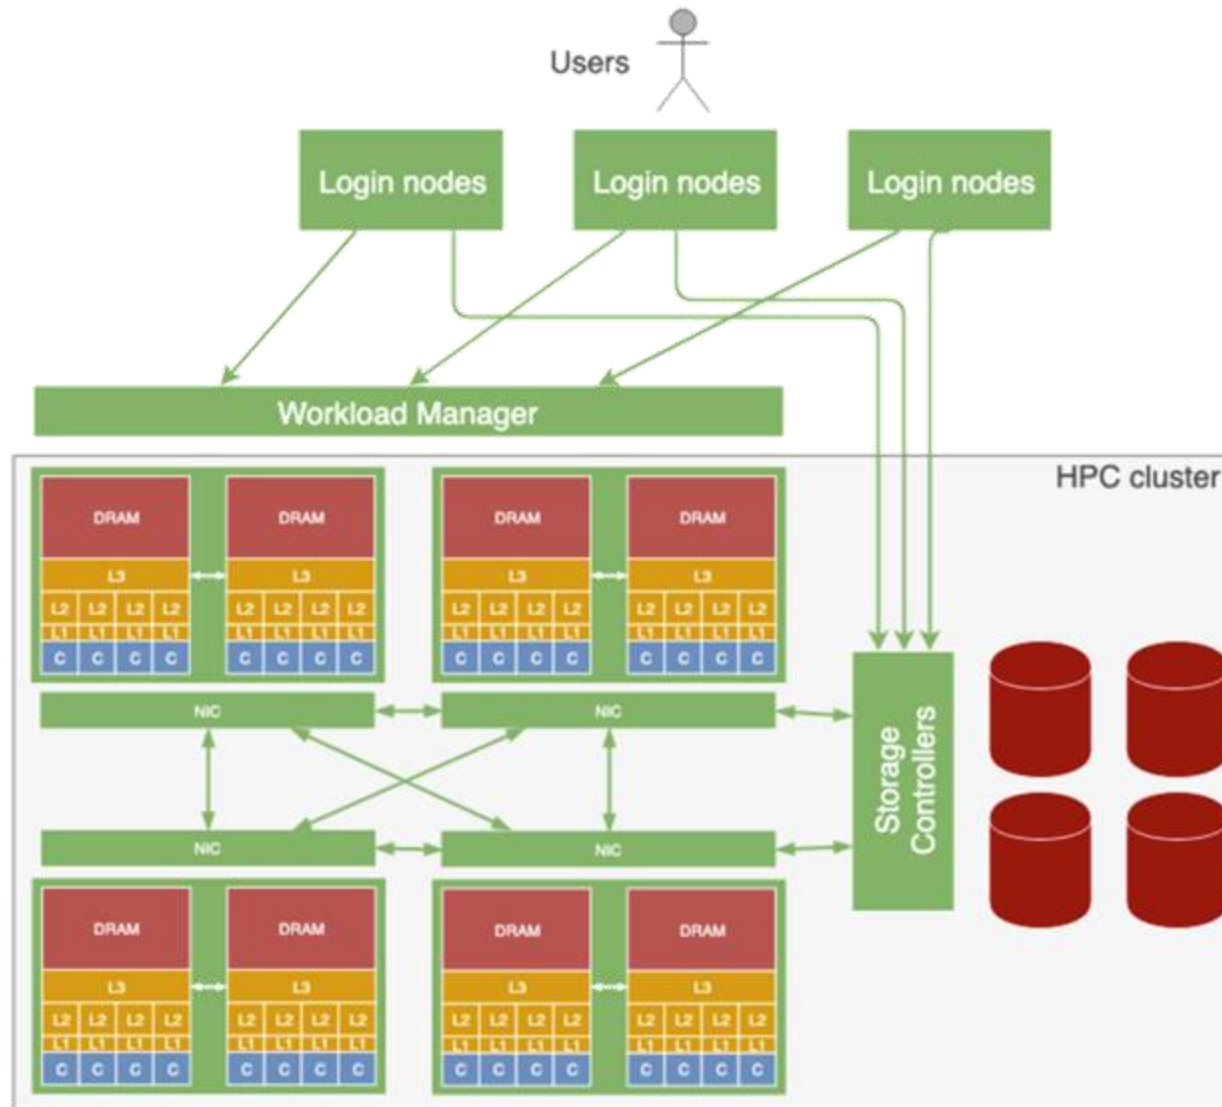 Users
Login nodes Login nodes Login nodes
Workload Manager
HPC cluster
DRAM DRAM DRAM DRAM
L3 L3 L3 L3
L2 L2 L2 L2 L2 L2 L2 L2 L2 L2 L2 L2 L2 L2 L2 L2
L1 L1 L1 L1 L1 L1 L1 L1 L1 L1 L1 L1 L1 L1 L1 L1
C C C C C C C C C C C C C C C C
NIC NIC
Storage
Controllers
NIC NIC
DRAM DRAM DRAM DRAM
L3 L3 L3 L3
L2 L2 L2 L2 L2 L2 L2 L2 L2 L2 L2 L2 L2 L2 L2 L2
L1 L1 L1 L1 L1 L1 L1 L1 L1 L1 L1 L1 L1 L1 L1 L1
C C C C C C C C C C C C C C C C